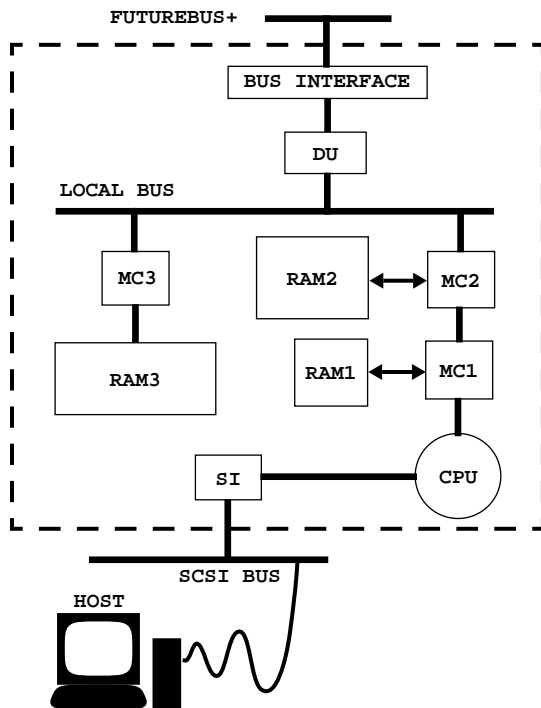 FUTUREBUS+
BUS INTERFACE
DU
LOCAL BUS
MC3
RAM2
MC2
RAM3
RAM1
MC1
SI
CPU
SCSI BUS
HOST